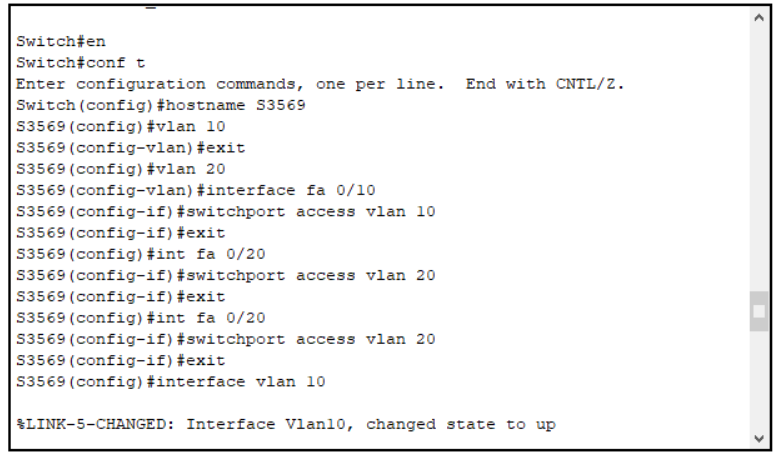 Switch#en
Switch#conf t
Enter configuration commands, one per line.  End with CNTL/Z.
Switch(config)#hostname S3569
S3569(config)#vlan 10
S3569(config-vlan)#exit
S3569(config)#vlan 20
S3569(config-vlan)#interface fa 0/10
S3569(config-if)#switchport access vlan 10
S3569(config-if)#exit
S3569(config)#int fa 0/20
S3569(config-if)#switchport access vlan 20
S3569(config-if)#exit
S3569(config)#int fa 0/20
S3569(config-if)#switchport access vlan 20
S3569(config-if)#exit
S3569(config)#interface vlan 10
%LINK-5-CHANGED: Interface Vlan10, changed state to up